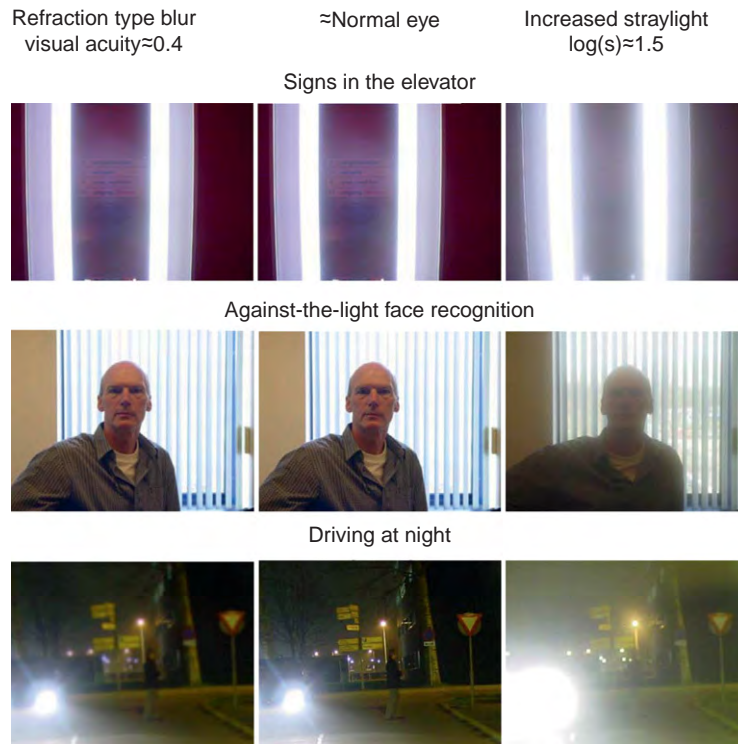 Refraction type blur
visual acuity≈0.4
≈Normal eye
Increased straylight
log(s)≈1.5
Signs in the elevator
Against-the-light face recognition
Driving at night